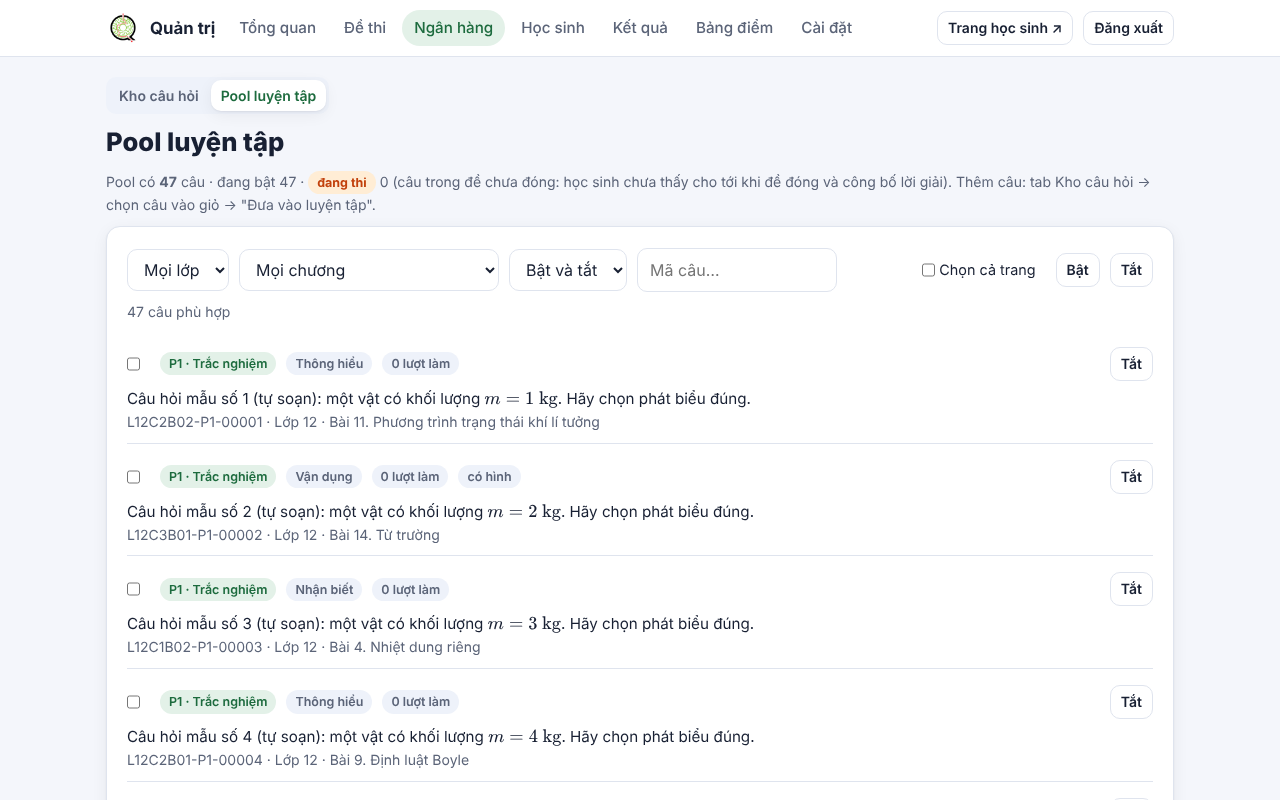 Quản trị Tổng quan Đề thi Ngân hàng Học sinh Kết quả Bảng điểm Cài đặt Trang học sinh ↗ Đăng xuất
Kho câu hỏi Pool luyện tập
Pool luyện tập
Pool có 47 câu · đang bật 47 · đang thi 0 (câu trong đề chưa đóng: học sinh chưa thấy cho tới khi đề đóng và công bố lời giải). Thêm câu: tab Kho câu hỏi →
chọn câu vào giỏ → "Đưa vào luyện tập".
Mọi lớp Mọi chương Bật và tắt Mã câu... Chọn cả trang Bật Tắt
47 câu phù hợp
P1 · Trắc nghiệm Thông hiểu 0 lượt làm Tắt
Câu hỏi mẫu số 1 (tự soạn): một vật có khối lượng m = 1 kg. Hãy chọn phát biểu đúng.
L12C2B02-P1-00001 · Lớp 12 · Bài 11. Phương trình trạng thái khí lí tưởng
P1 · Trắc nghiệm Vận dụng 0 lượt làm có hình Tắt
Câu hỏi mẫu số 2 (tự soạn): một vật có khối lượng m = 2 kg. Hãy chọn phát biểu đúng.
L12C3B01-P1-00002 · Lớp 12 · Bài 14. Từ trường
P1 · Trắc nghiệm Nhận biết 0 lượt làm Tắt
Câu hỏi mẫu số 3 (tự soạn): một vật có khối lượng m = 3 kg. Hãy chọn phát biểu đúng.
L12C1B02-P1-00003 · Lớp 12 · Bài 4. Nhiệt dung riêng
P1 · Trắc nghiệm Thông hiểu 0 lượt làm Tắt
Câu hỏi mẫu số 4 (tự soạn): một vật có khối lượng m = 4 kg. Hãy chọn phát biểu đúng.
L12C2B01-P1-00004 · Lớp 12 · Bài 9. Định luật Boyle